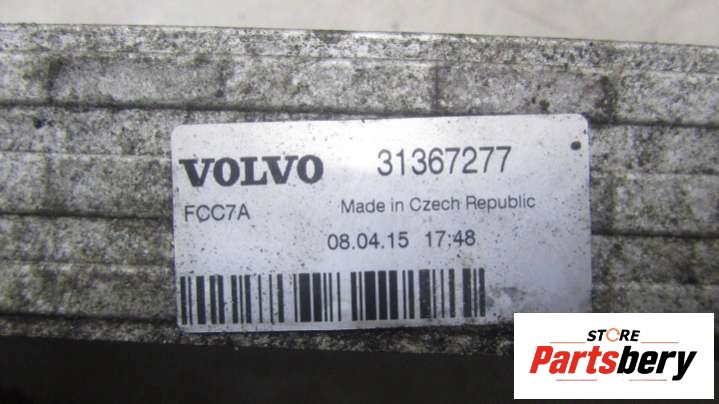 VOLVO 31367277
FCC7A Made in Czech Republic
08.04.15 17:48
STORE
Partsbery